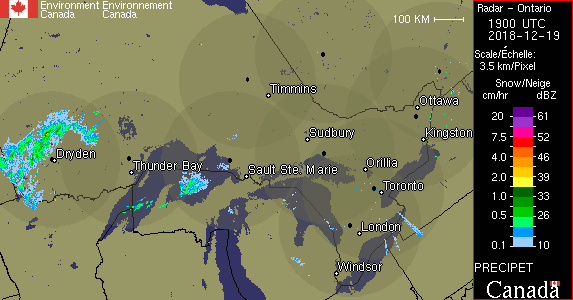 Environment Environnement
Canada Canada
100 KM
Timmins
Ottawa
Sudbury
Kingston
Dryden
Thunder Bay
Sault Ste. Marie
Orillia
Toronto
London
Windsor
Radar - Ontario
1900 UTC
2018-12-19
Scale/Échelle:
3.5 km/Pixel
Snow/Neige
cm/hr dBZ
20 61
7.5 52
4.0 46
2.0 39
1.0 33
0.5 26
0.1 10
PRECIPET
Canada